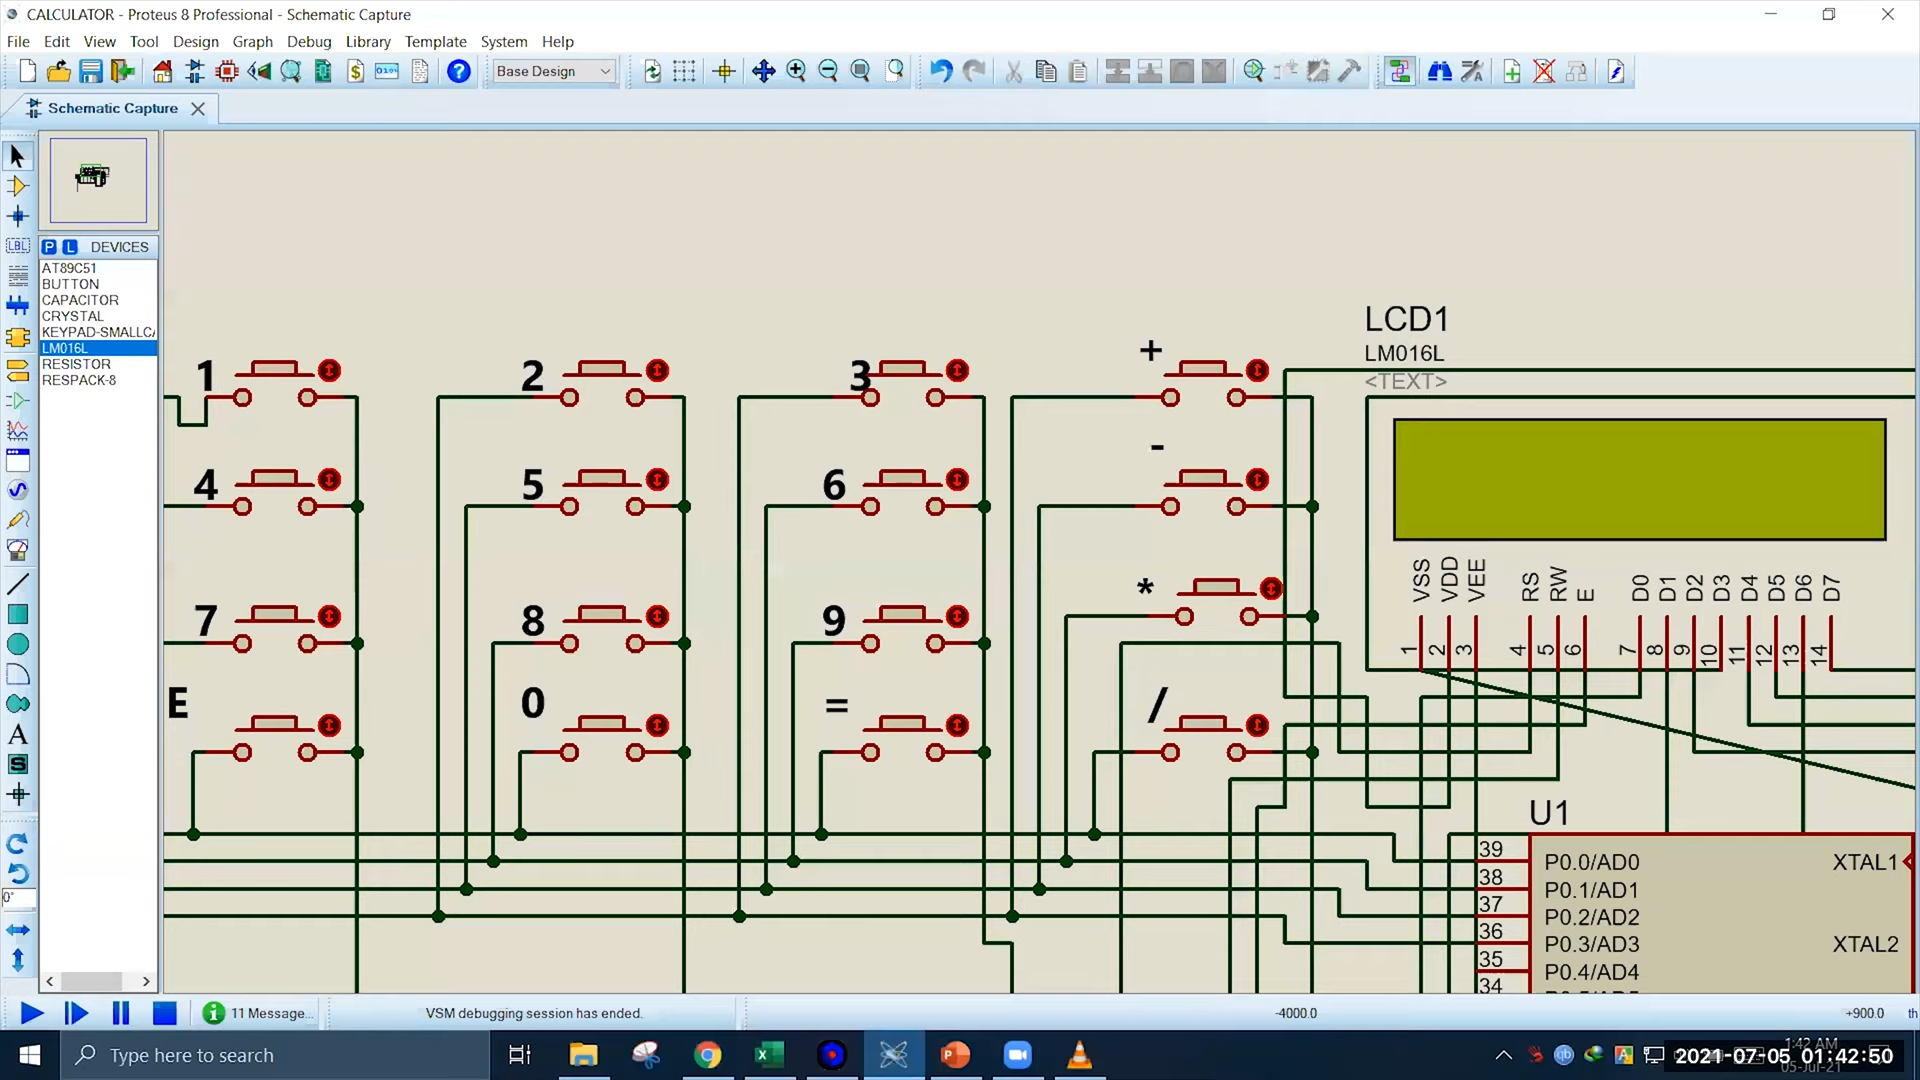 CALCULATOR - Proteus 8 Professional - Schematic Capture
File Edit View Tool Design Graph Debug Library Template System Help
Base Design
Schematic Capture
P L DEVICES
AT89C51
BUTTON
CAPACITOR
CRYSTAL
KEYPAD-SMALLC
LM016L
RESISTOR
RESPACK-8
LBL
A
S
0°
LCD1
LM016L
<TEXT>
1 2 3 +
4 5 6 -
7 8 9 *
E 0 = /
VSS VDD VEE RS RW E D0 D1 D2 D3 D4 D5 D6 D7
1 2 3 4 5 6 7 8 9 10 11 12 13 14
U1
39 P0.0/AD0 XTAL1
38 P0.1/AD1
37 P0.2/AD2
36 P0.3/AD3 XTAL2
35 P0.4/AD4
34
11 Message... VSM debugging session has ended. -4000.0 +900.0 th
Type here to search
1:42 AM
2021-07-05 01:42:50
05-Jul-21